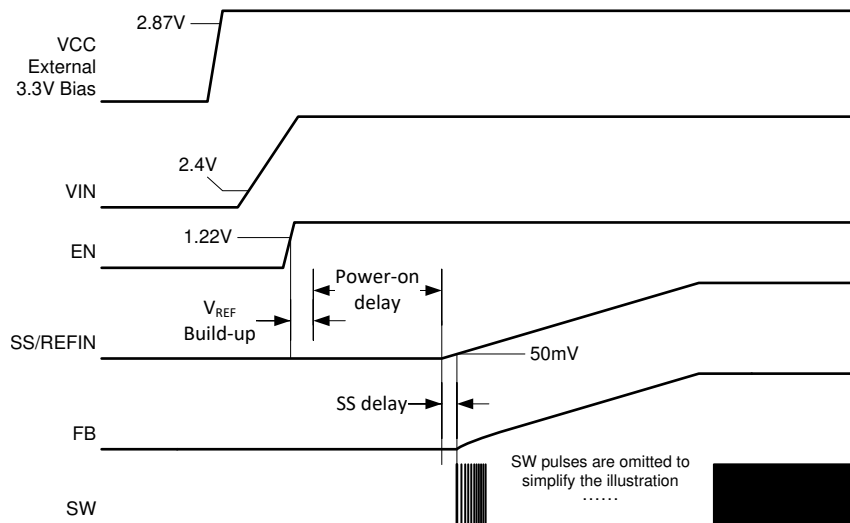 2.87V
VCC
External
3.3V Bias
2.4V
VIN
1.22V
EN
Power-on
delay
VREF
Build-up
SS/REFIN
50mV
SS delay
FB
SW pulses are omitted to
simplify the illustration
......
SW